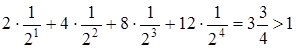 2 · 1/2^1 + 4 · 1/2^2 + 8 · 1/2^3 + 12 · 1/2^4 = 3 3/4 > 1